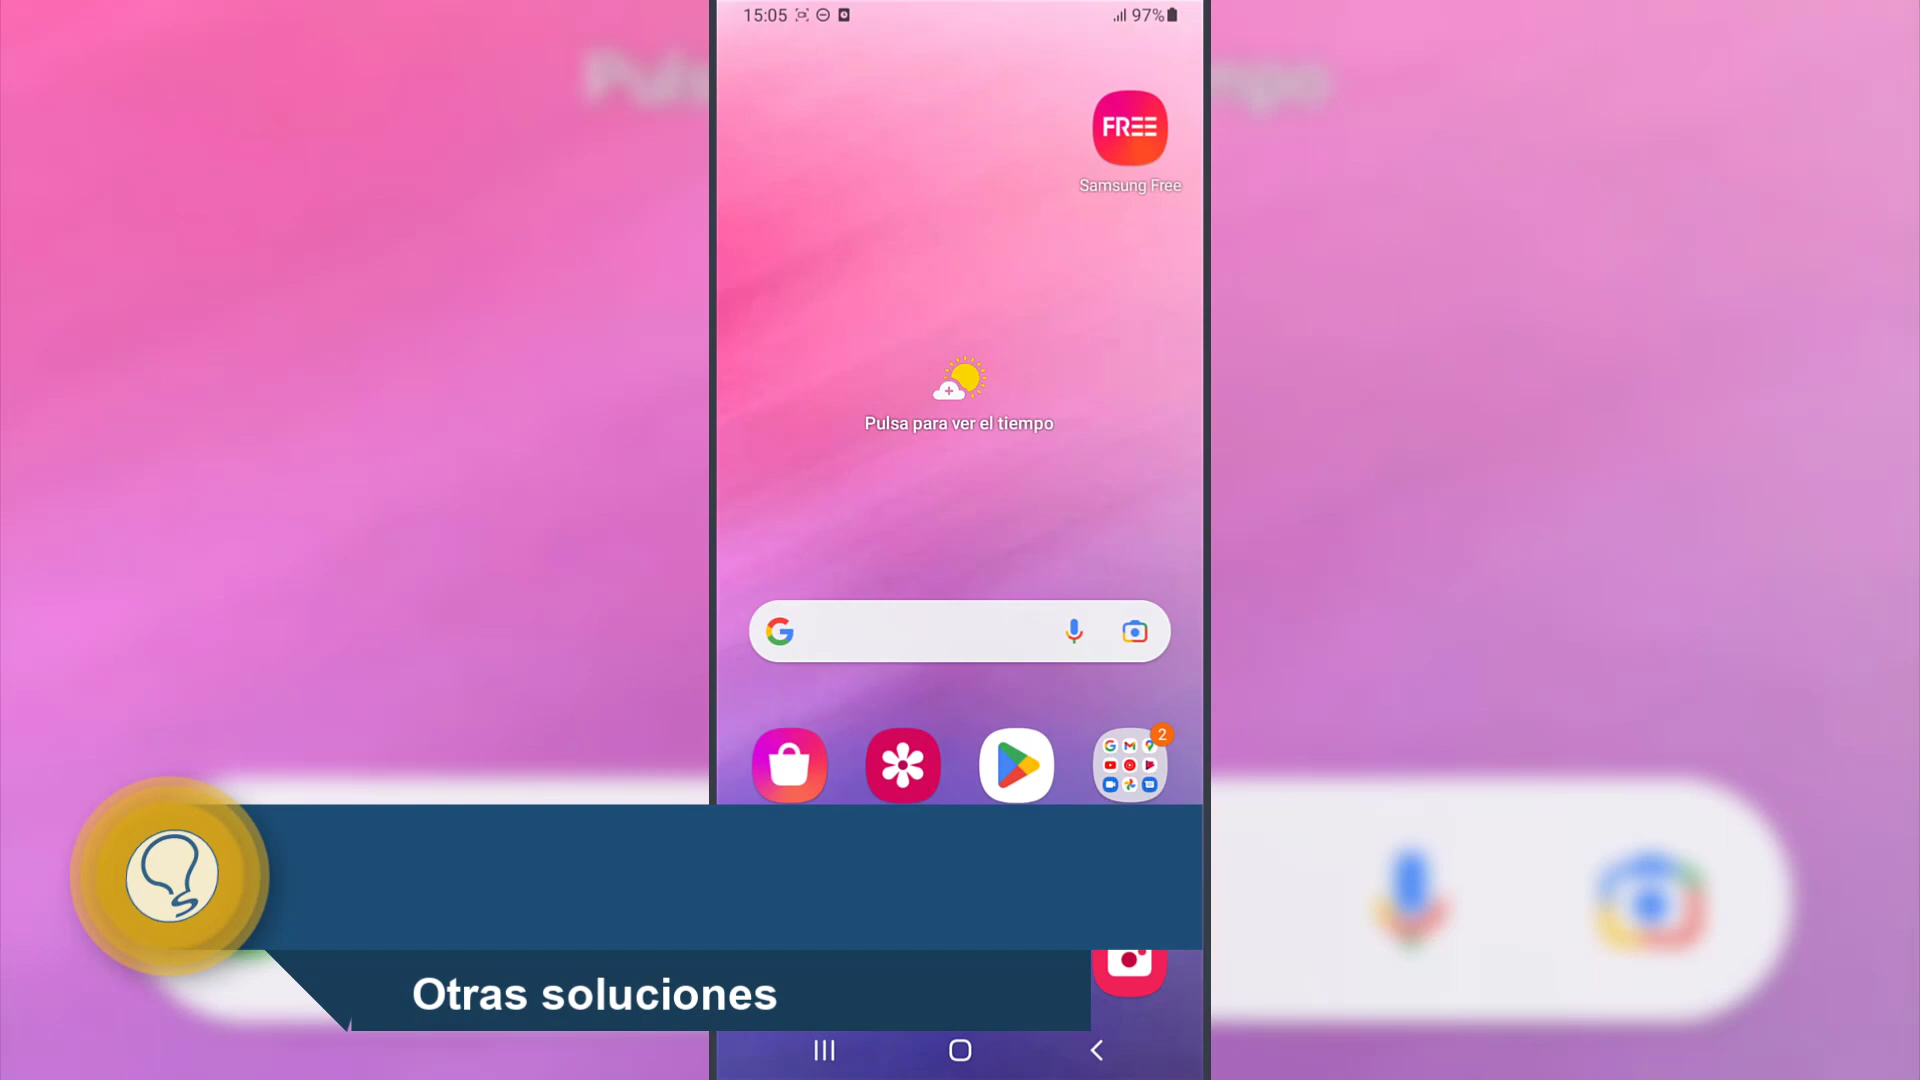 15:05
97%
FREE
Samsung Free
Pulsa para ver el tiempo
2
Otras soluciones